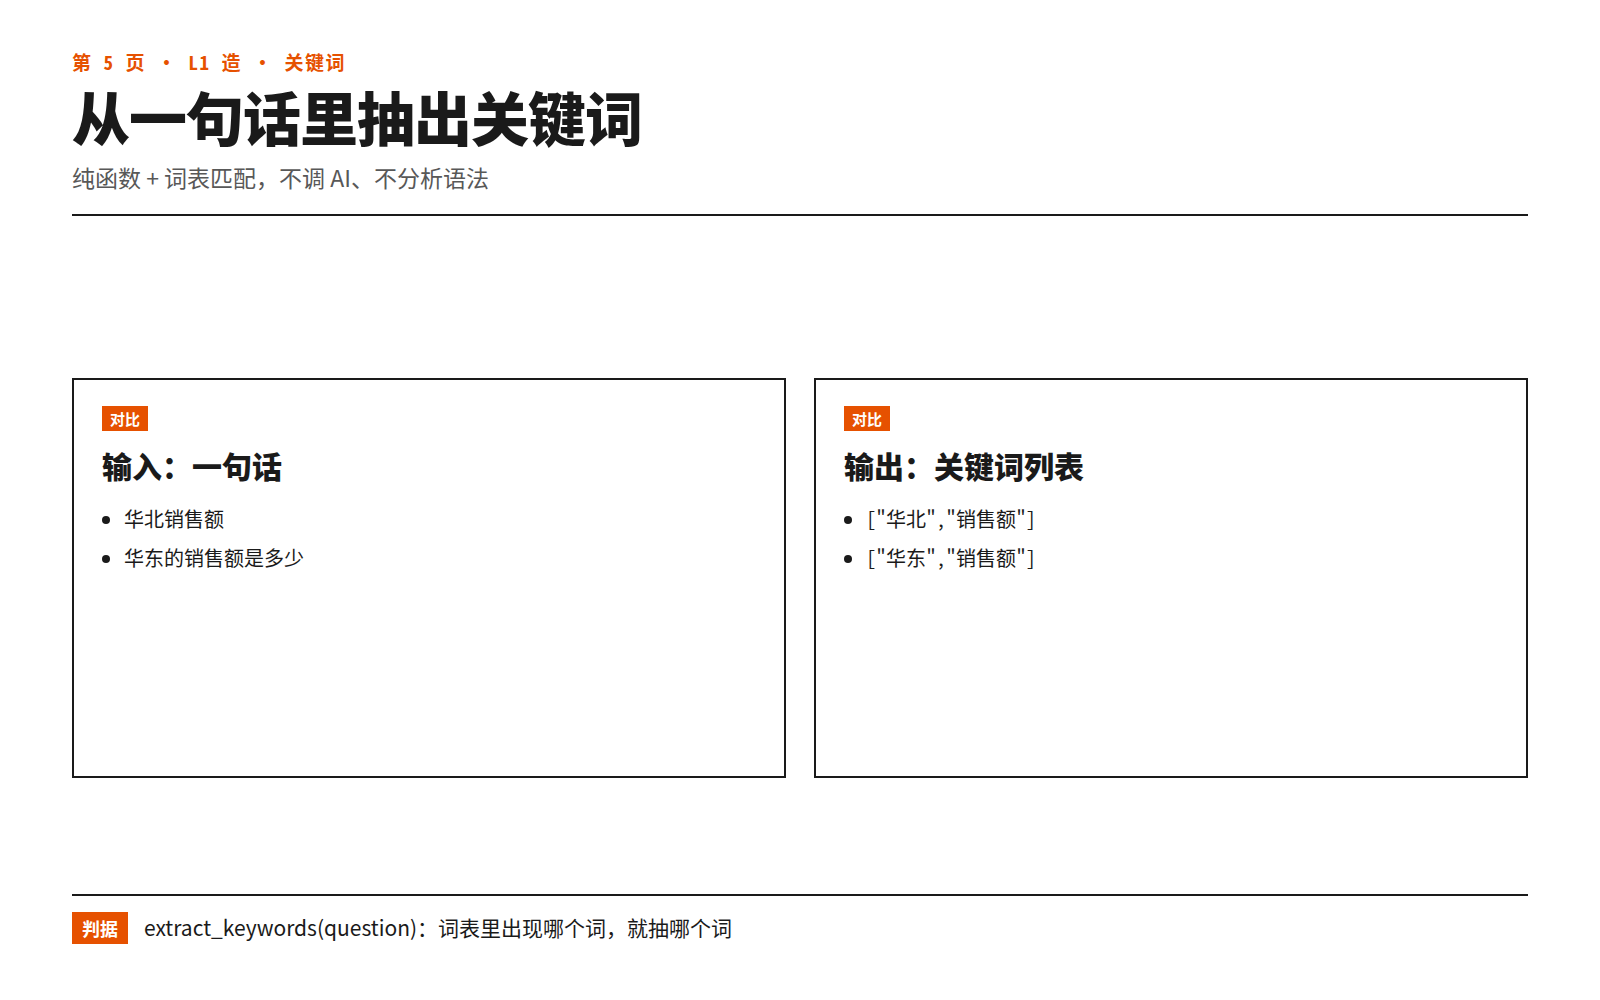 第 5 页 · L1 造 · 关键词
从一句话里抽出关键词
纯函数 + 词表匹配，不调 AI、不分析语法
对比
输入：一句话
华北销售额
华东的销售额是多少
对比
输出：关键词列表
["华北","销售额"]
["华东","销售额"]
判据 extract_keywords(question)：词表里出现哪个词，就抽哪个词